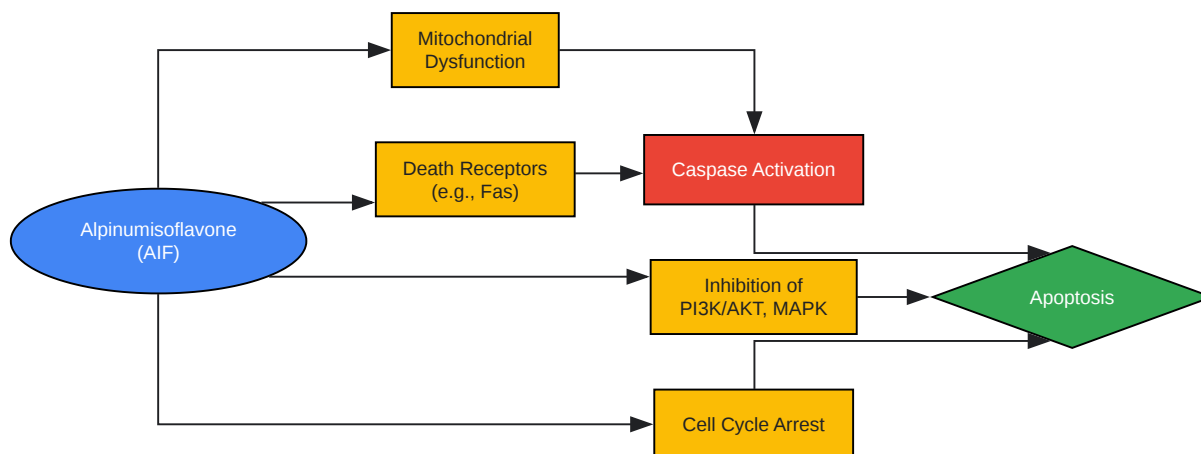 Mitochondrial
Dysfunction
Death Receptors
(e.g., Fas)
Caspase Activation
Alpinumisoflavone
(AIF)
Inhibition of
PI3K/AKT, MAPK
Apoptosis
Cell Cycle Arrest